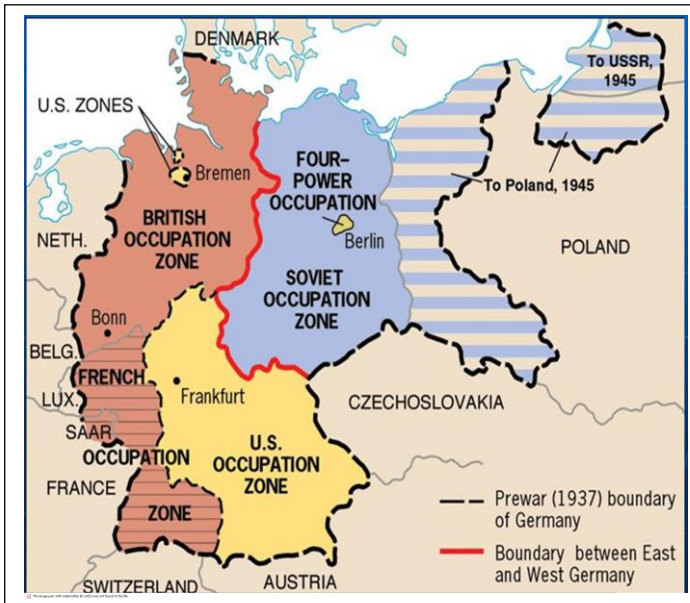 DENMARK
To USSR,
1945
U.S. ZONES
Bremen
FOUR-
POWER
OCCUPATION
To Poland, 1945
BRITISH
OCCUPATION
ZONE
Berlin
NETH.
POLAND
SOVIET
OCCUPATION
ZONE
Bonn
BELG.
FRENCH
Frankfurt
LUX.
CZECHOSLOVAKIA
SAAR
OCCUPATION
U.S.
OCCUPATION
ZONE
FRANCE
ZONE
Prewar (1937) boundary
of Germany
Boundary between East
and West Germany
SWITZERLAND
AUSTRIA